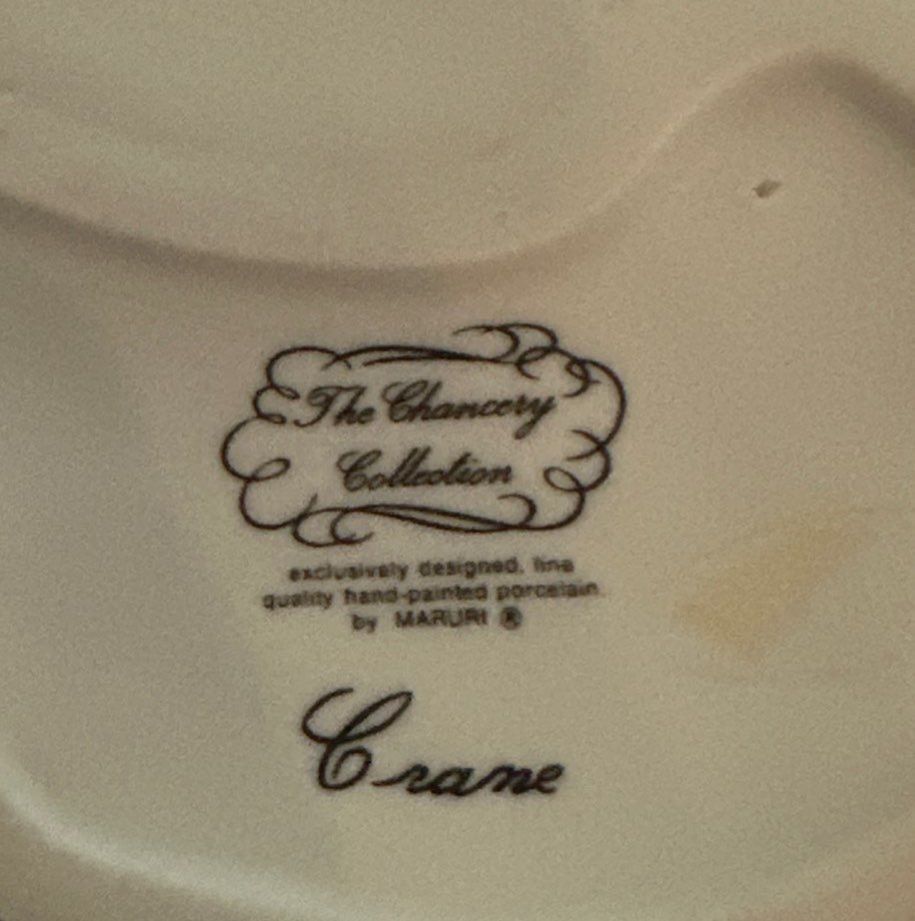 The Chancery
Collection
exclusively designed, fine
quality hand-painted porcelain
by MARURI ®
Crane